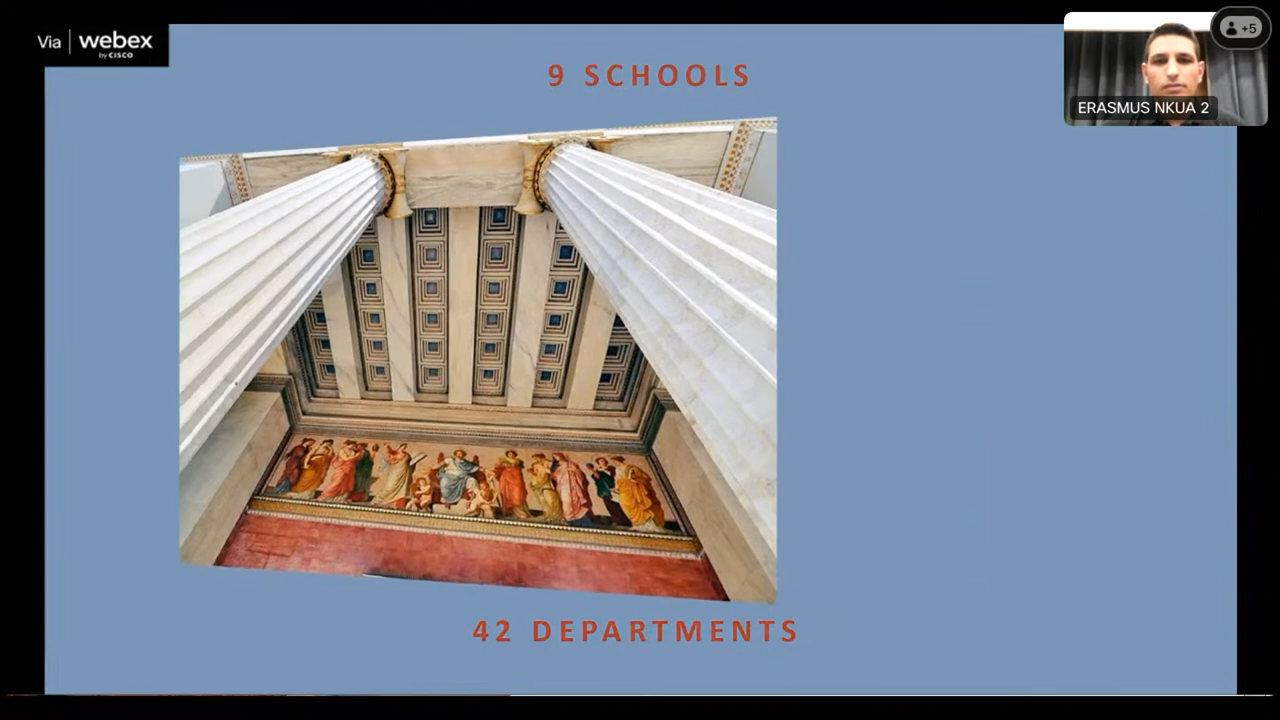 Via webex
by CISCO
9 SCHOOLS
+5
ERASMUS NKUA 2
42 DEPARTMENTS